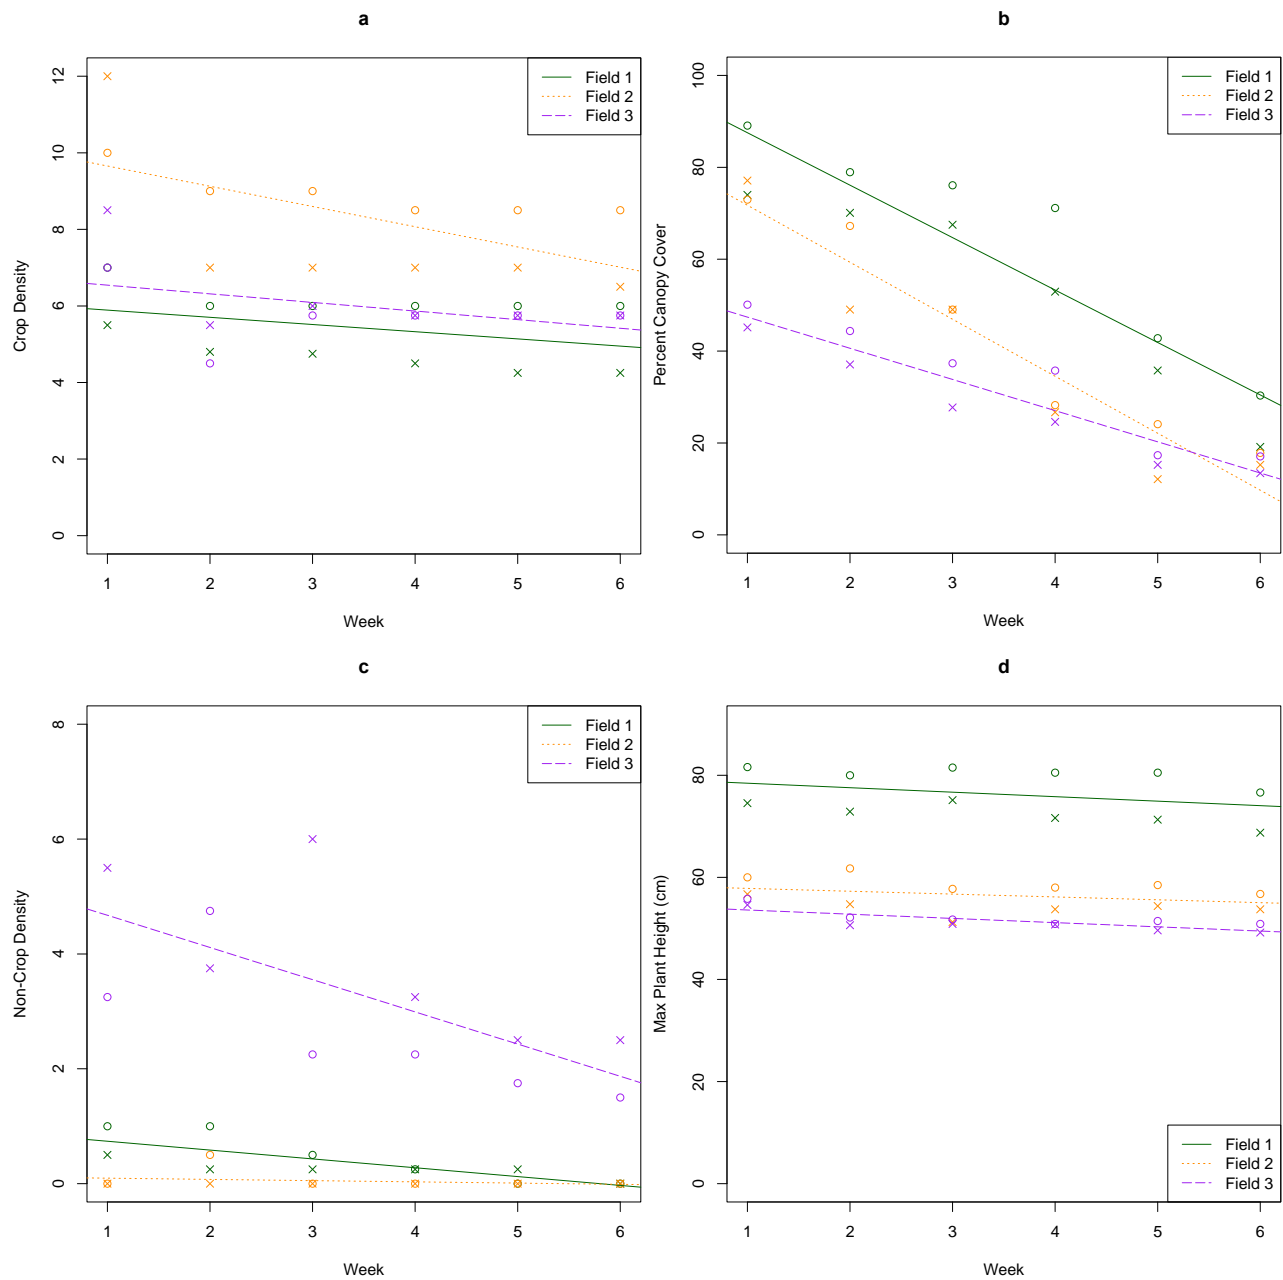 a
Crop Density
12
10
8
6
4
2
0
Field 1
Field 2
Field 3
1 2 3 4 5 6
Week
b
Percent Canopy Cover
100
80
60
40
20
0
Field 1
Field 2
Field 3
1 2 3 4 5 6
Week
c
Non-Crop Density
8
6
4
2
0
Field 1
Field 2
Field 3
1 2 3 4 5 6
Week
d
Max Plant Height (cm)
80
60
40
20
0
Field 1
Field 2
Field 3
1 2 3 4 5 6
Week